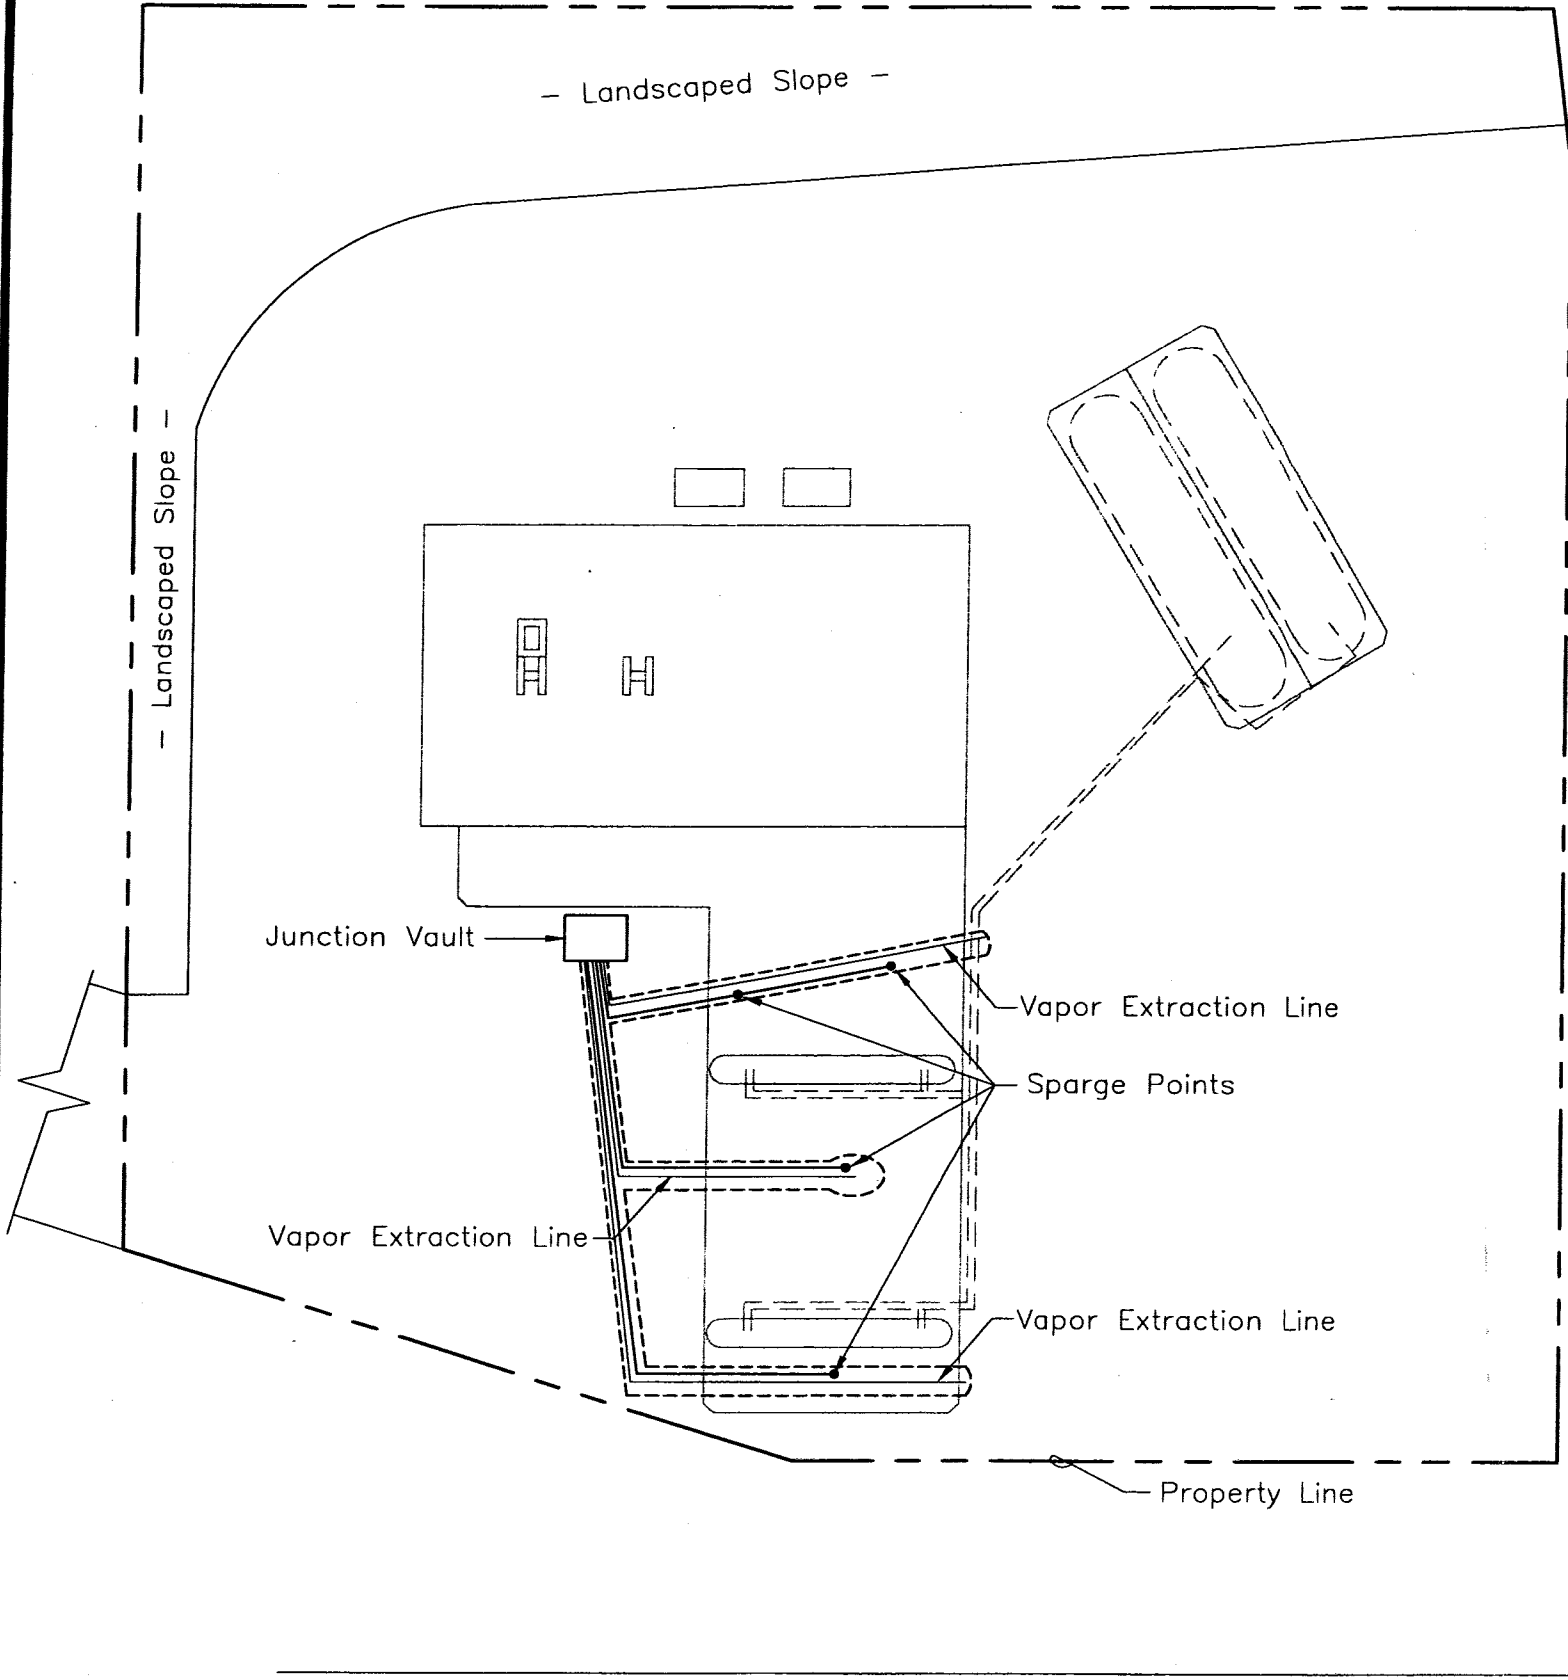 - Landscaped Slope -
- Landscaped Slope -
Junction Vault
Vapor Extraction Line
Sparge Points
Vapor Extraction Line
Vapor Extraction Line
Property Line